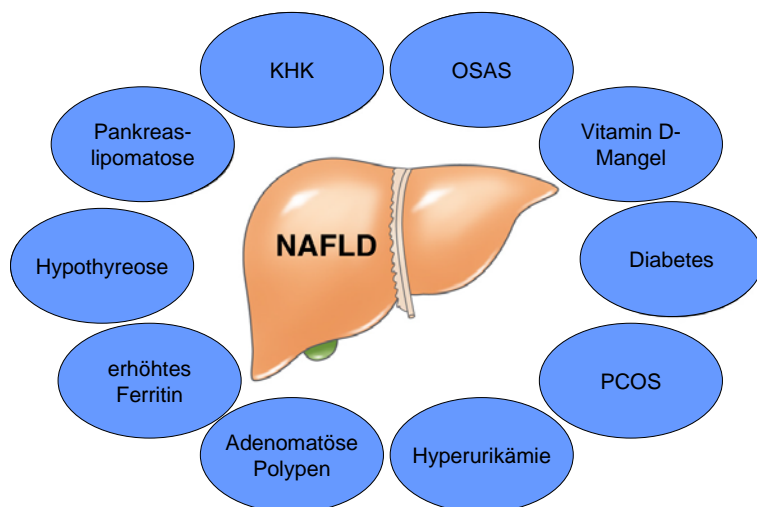 KHK
OSAS
Pankreas-
lipomatose
Vitamin D-
Mangel
NAFLD
Hypothyreose
Diabetes
erhöhtes
Ferritin
PCOS
Adenomatöse
Polypen
Hyperurikämie